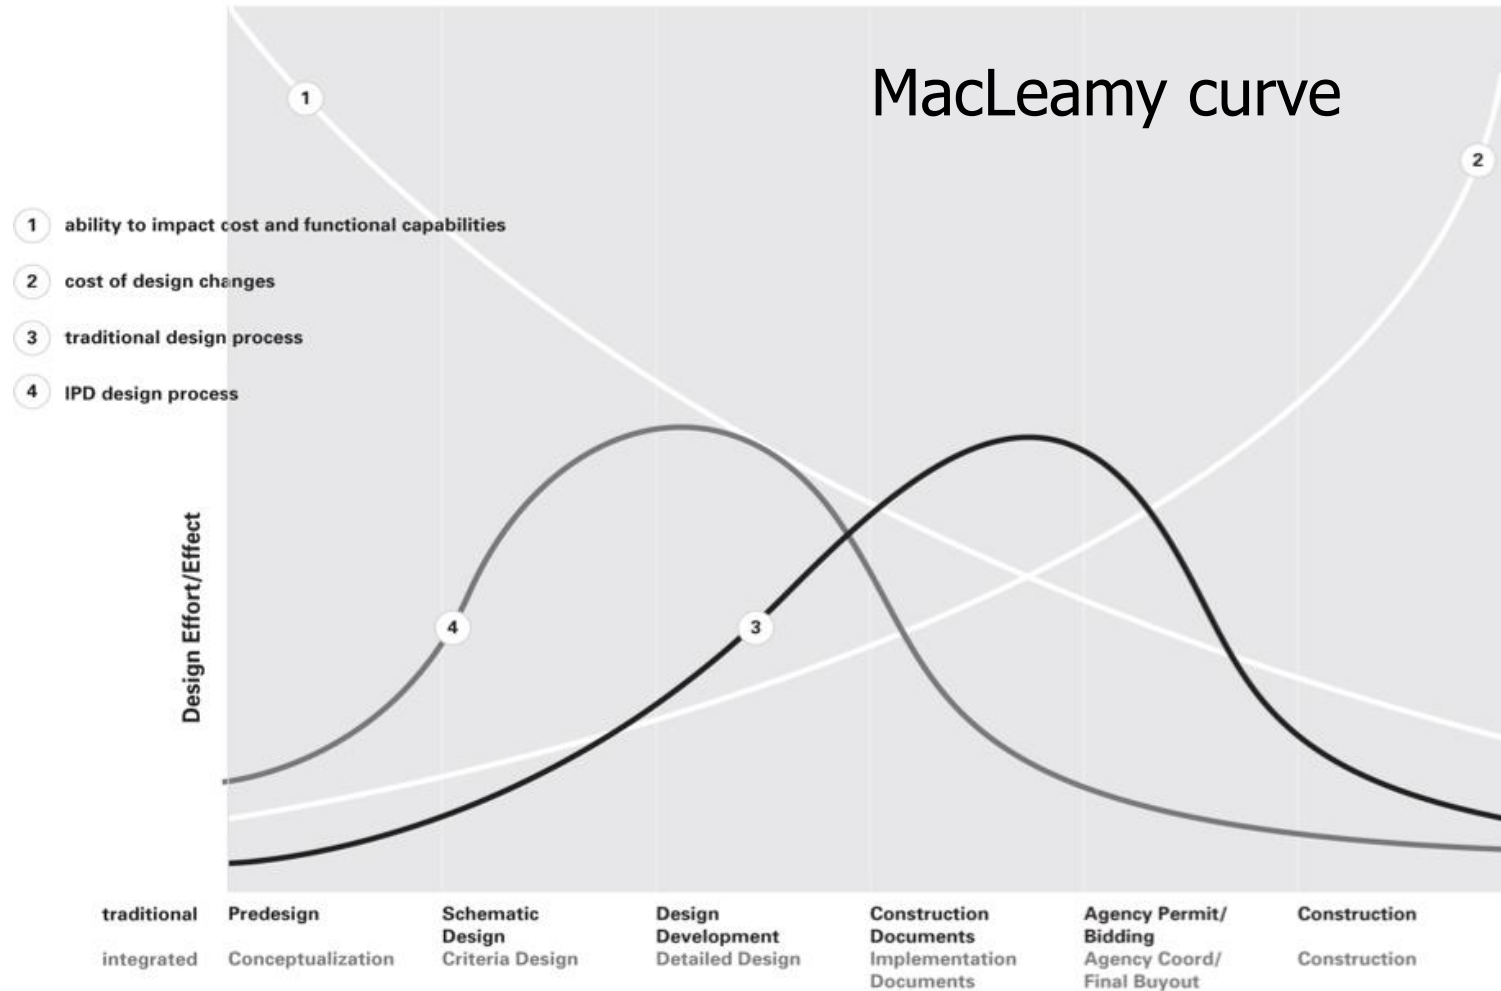 MacLeamy curve
1
2
1 ability to impact cost and functional capabilities
2 cost of design changes
3 traditional design process
4 IPD design process
Design Effort/Effect
4
3
traditional Predesign Schematic Design Construction Agency Permit/ Construction
Design Development Documents Bidding
integrated Conceptualization Criteria Design Detailed Design Implementation Agency Coord/ Construction
Documents Final Buyout